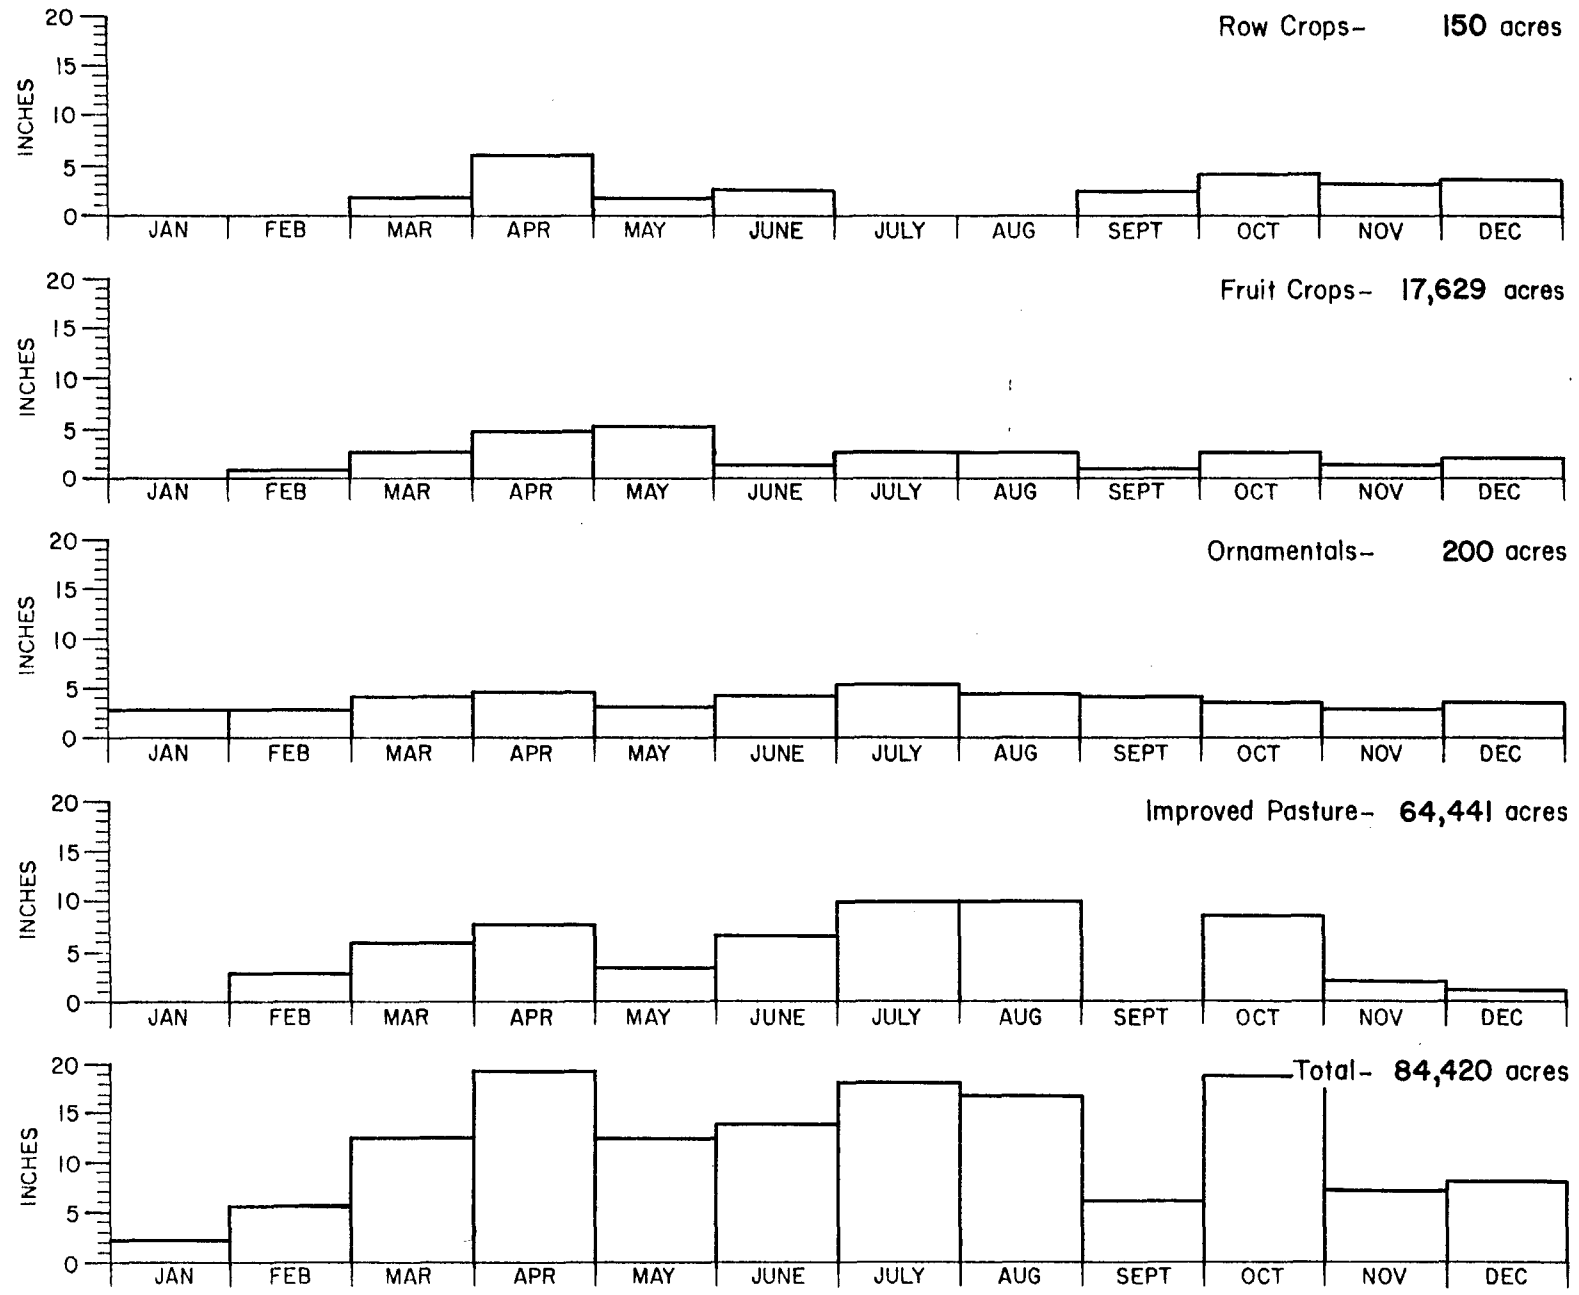 Row Crops– 150 acres
20
15
10
5
0
INCHES
JAN FEB MAR APR MAY JUNE JULY AUG SEPT OCT NOV DEC
Fruit Crops– 17,629 acres
20
15
10
5
0
INCHES
JAN FEB MAR APR MAY JUNE JULY AUG SEPT OCT NOV DEC
Ornamentals– 200 acres
20
15
10
5
0
INCHES
JAN FEB MAR APR MAY JUNE JULY AUG SEPT OCT NOV DEC
Improved Pasture– 64,441 acres
20
15
10
5
0
INCHES
JAN FEB MAR APR MAY JUNE JULY AUG SEPT OCT NOV DEC
Total– 84,420 acres
20
15
10
5
0
INCHES
JAN FEB MAR APR MAY JUNE JULY AUG SEPT OCT NOV DEC